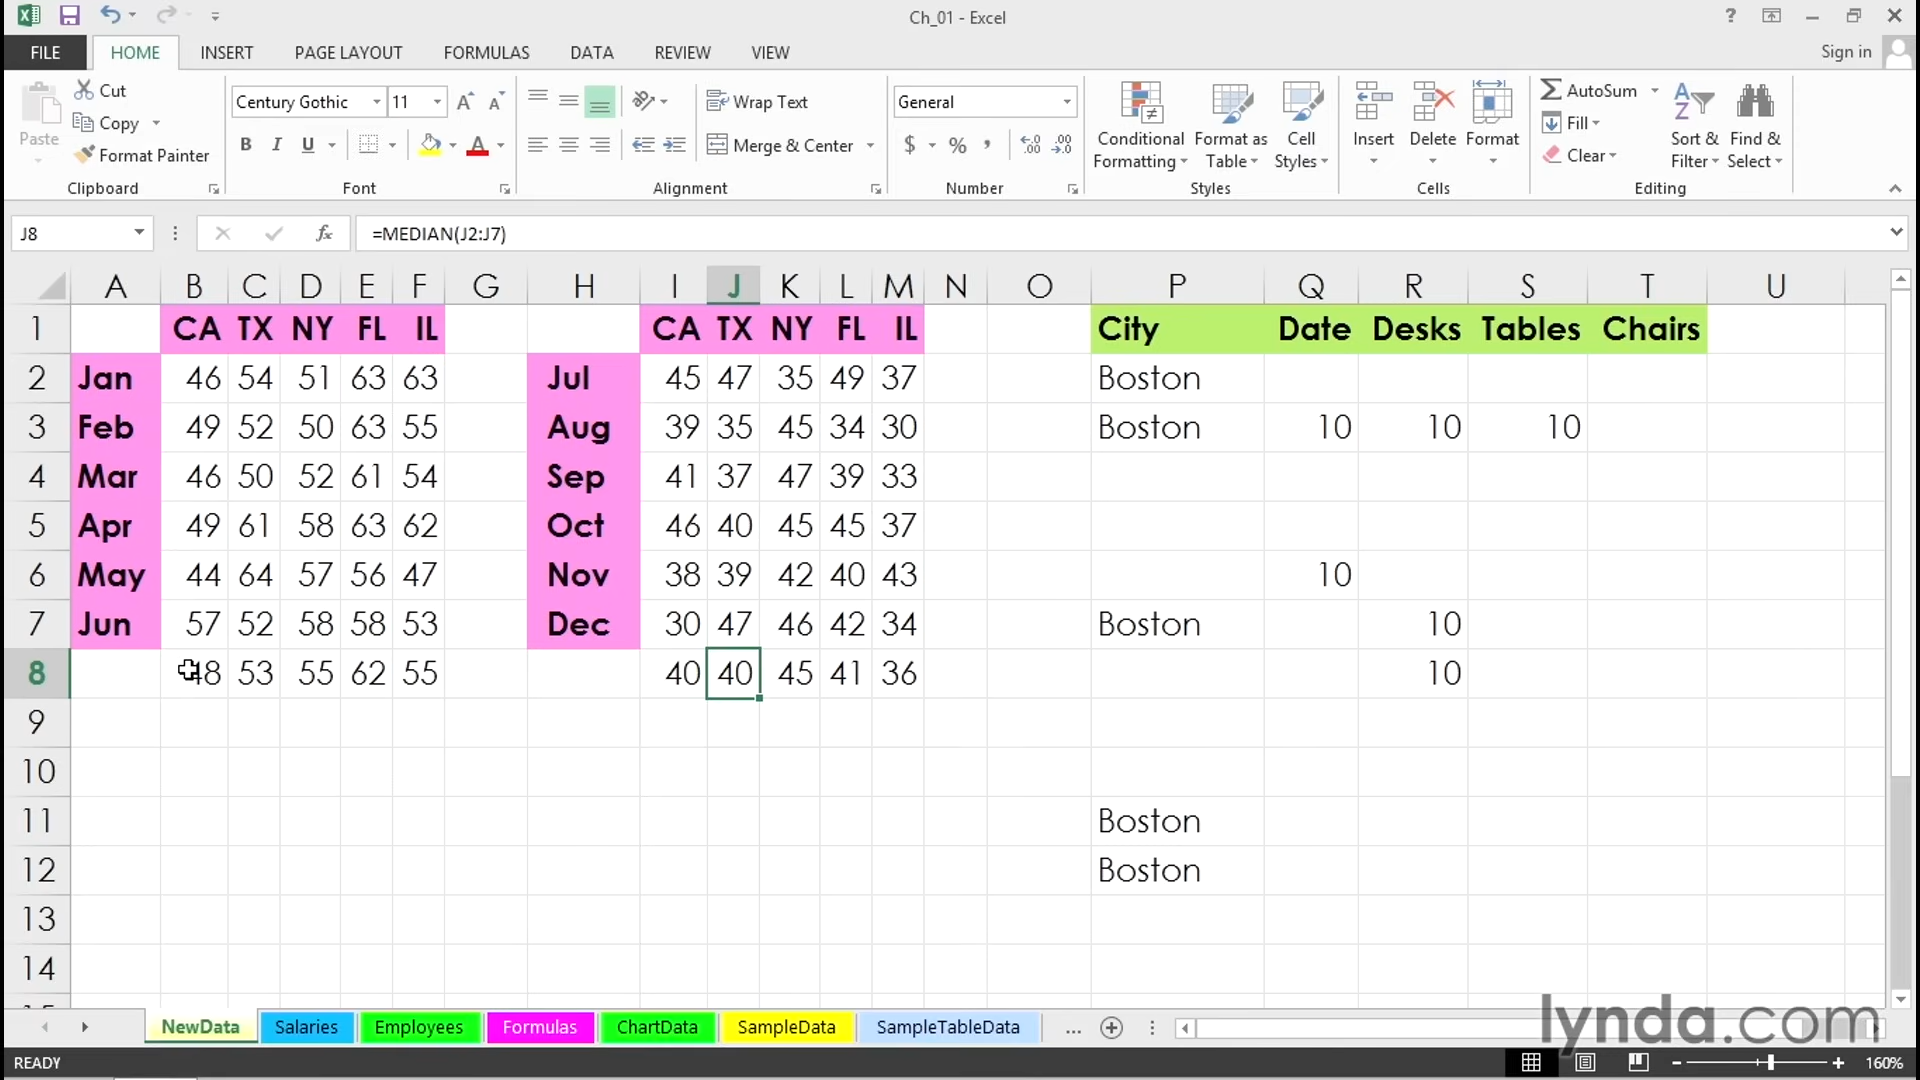 Ch_01 - Excel
?
FILE HOME INSERT PAGE LAYOUT FORMULAS DATA REVIEW VIEW Sign in
Paste Cut Copy Format Painter Clipboard
Century Gothic 11 B I U A Font
Wrap Text Merge & Center Alignment
General $ % , Number
Conditional Formatting Format as Table Cell Styles Styles
Insert Delete Format Cells
AutoSum Fill Clear Sort & Filter Find & Select Editing
J8 fx =MEDIAN(J2:J7)
A B C D E F G H I J K L M N O P Q R S T U
1 CA TX NY FL IL CA TX NY FL IL City Date Desks Tables Chairs
2 Jan 46 54 51 63 63 Jul 45 47 35 49 37 Boston
3 Feb 49 52 50 63 55 Aug 39 35 45 34 30 Boston 10 10 10
4 Mar 46 50 52 61 54 Sep 41 37 47 39 33
5 Apr 49 61 58 63 62 Oct 46 40 45 45 37
6 May 44 64 57 56 47 Nov 38 39 42 40 43 10
7 Jun 57 52 58 58 53 Dec 30 47 46 42 34 Boston 10
8 48 53 55 62 55 40 40 45 41 36 10
9
10
11 Boston
12 Boston
13
14
NewData Salaries Employees Formulas ChartData SampleData SampleTableData ...
lynda.com
READY 160%